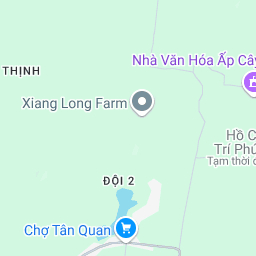 Nhà Văn Hóa Ấp Cây
THỊNH
Xiang Long Farm
Hồ C
Trí Phú
Tạm thời đ
ĐỘI 2
Chợ Tân Quan